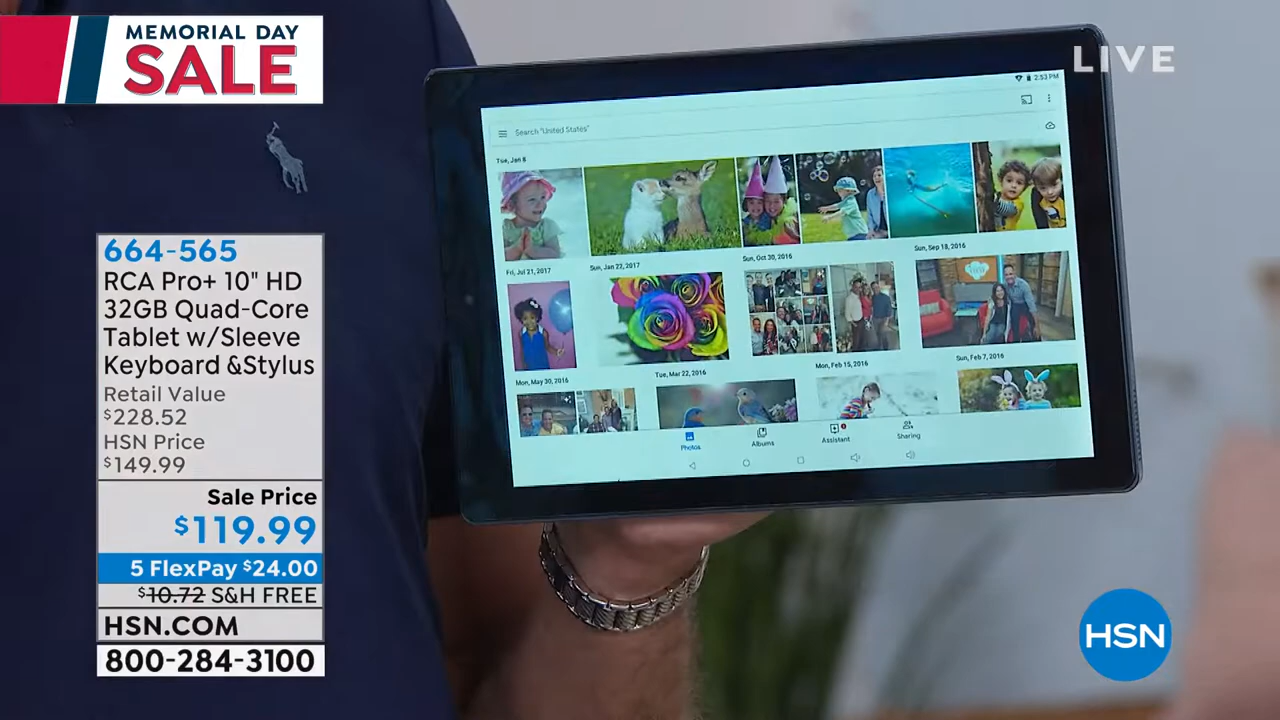 MEMORIAL DAY
SALE
LIVE
664-565
RCA Pro+ 10" HD
32GB Quad-Core
Tablet w/Sleeve
Keyboard &Stylus
Retail Value
$228.52
HSN Price
$149.99
Sale Price
$119.99
5 FlexPay $24.00
$10.72 S&H FREE
HSN.COM
800-284-3100
2:53 PM
Search "United States"
Tue, Jan 8
Fri, Jul 21, 2017
Sun, Jan 22, 2017
Sun, Oct 30, 2016
Sun, Sep 18, 2016
Mon, May 30, 2016
Tue, Mar 22, 2016
Mon, Feb 15, 2016
Sun, Feb 7, 2016
Photos
Albums
Assistant
Sharing
HSN